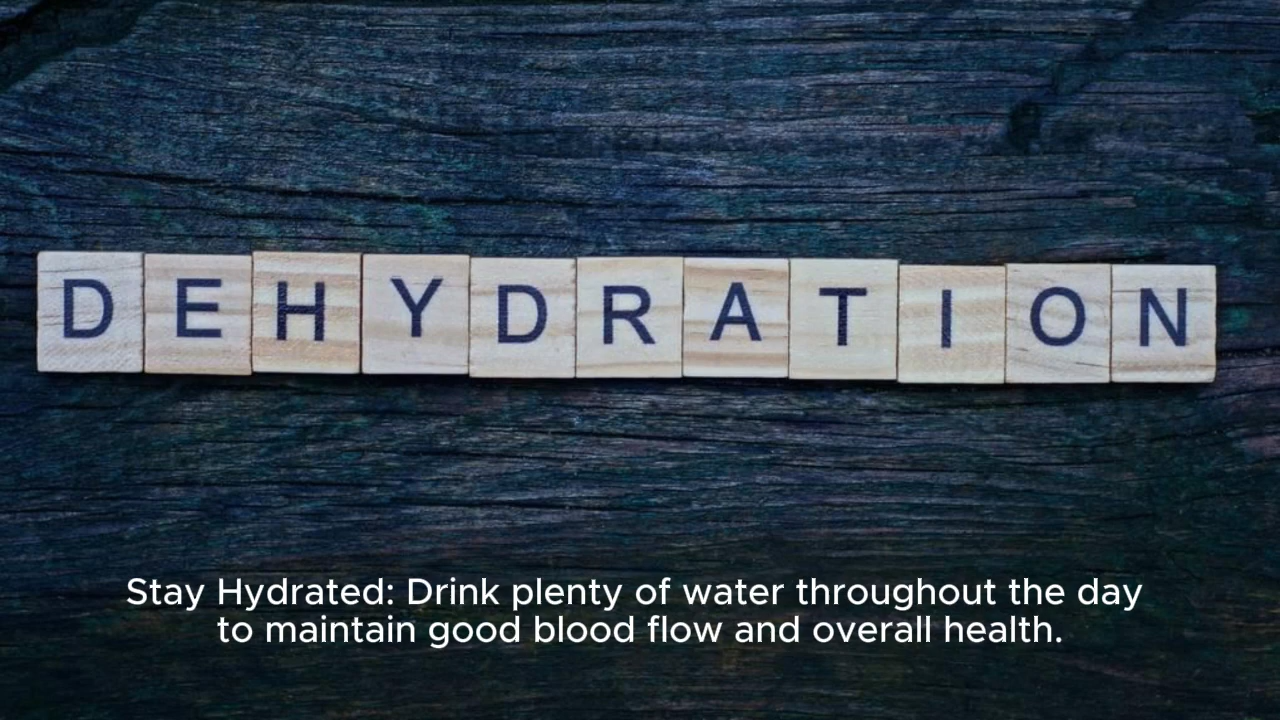 DEHYDRATION
Stay Hydrated: Drink plenty of water throughout the day
to maintain good blood flow and overall health.